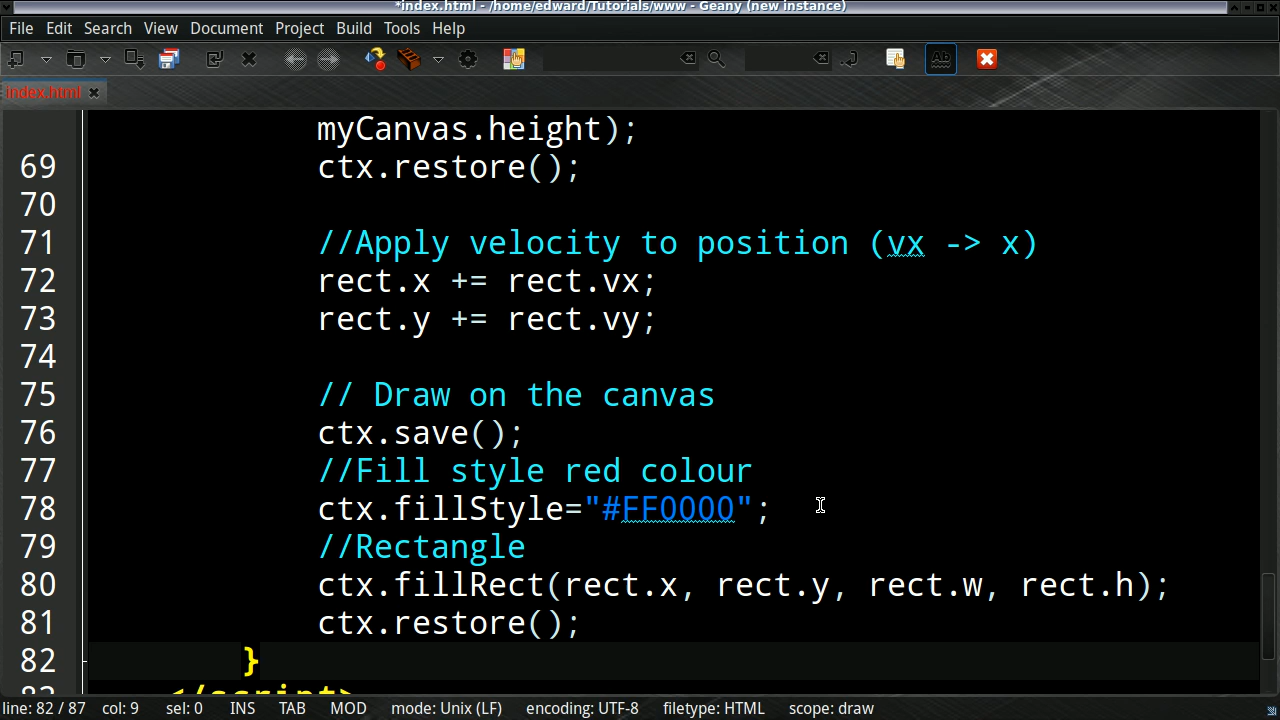 *index.html - /home/edward/Tutorials/www - Geany (new instance)
File Edit Search View Document Project Build Tools Help
Ab
index.html
myCanvas.height);
69 ctx.restore();
70
71 //Apply velocity to position (vx -> x)
72 rect.x += rect.vx;
73 rect.y += rect.vy;
74
75 // Draw on the canvas
76 ctx.save();
77 //Fill style red colour
78 ctx.fillStyle="#FF0000";
79 //Rectangle
80 ctx.fillRect(rect.x, rect.y, rect.w, rect.h);
81 ctx.restore();
82 }
83 </script>
line: 82 / 87 col: 9 sel: 0 INS TAB MOD mode: Unix (LF) encoding: UTF-8 filetype: HTML scope: draw